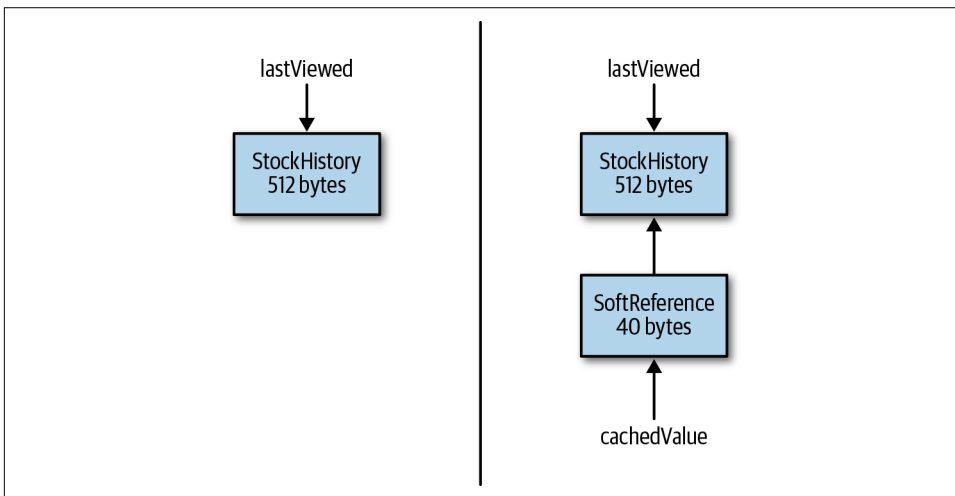 lastViewed
StockHistory
512 bytes
lastViewed
StockHistory
512 bytes
SoftReference
40 bytes
cachedValue